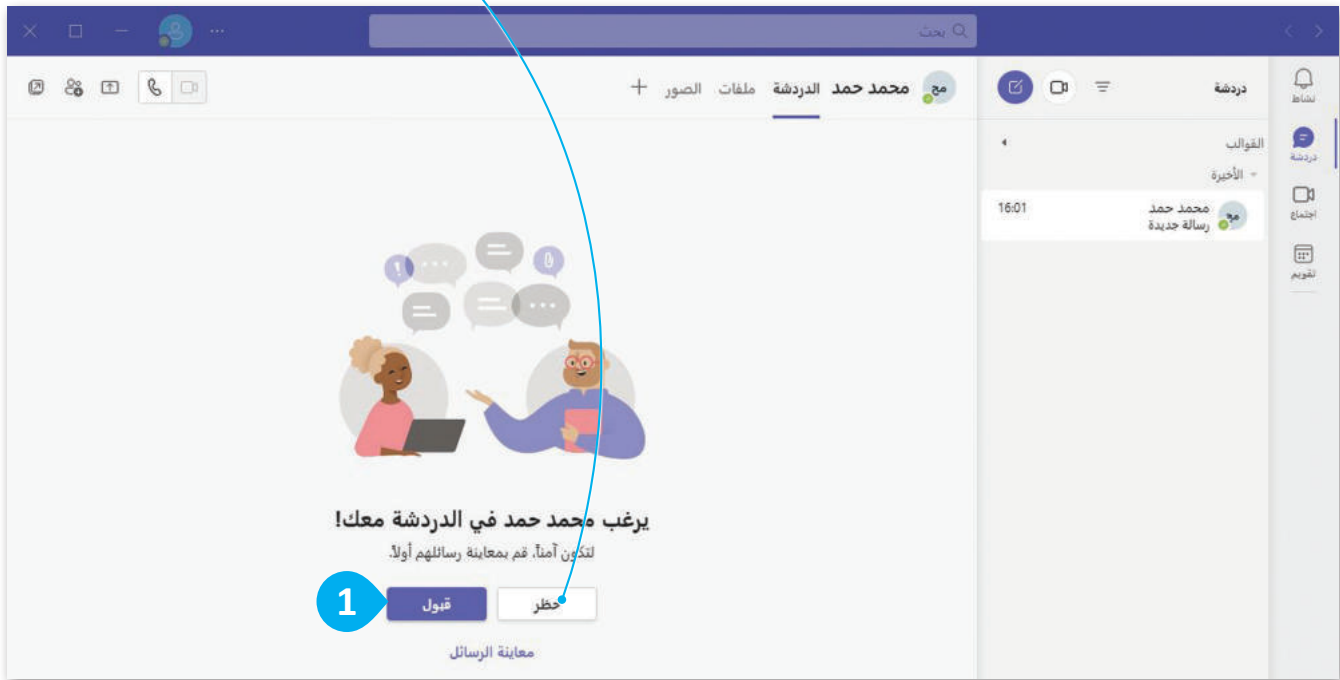 بحث
...
نشاط
دردشة
اجتماع
تقويم
دردشة
القوالب
الأخيرة
محمد حمد
16:01
رسالة جديدة
مح
مح
محمد حمد الدردشة ملفات الصور +
يرغب محمد حمد في الدردشة معك!
لتكون آمناً، قم بمعاينة رسائلهم أولاً.
حظر
قبول
1
معاينة الرسائل